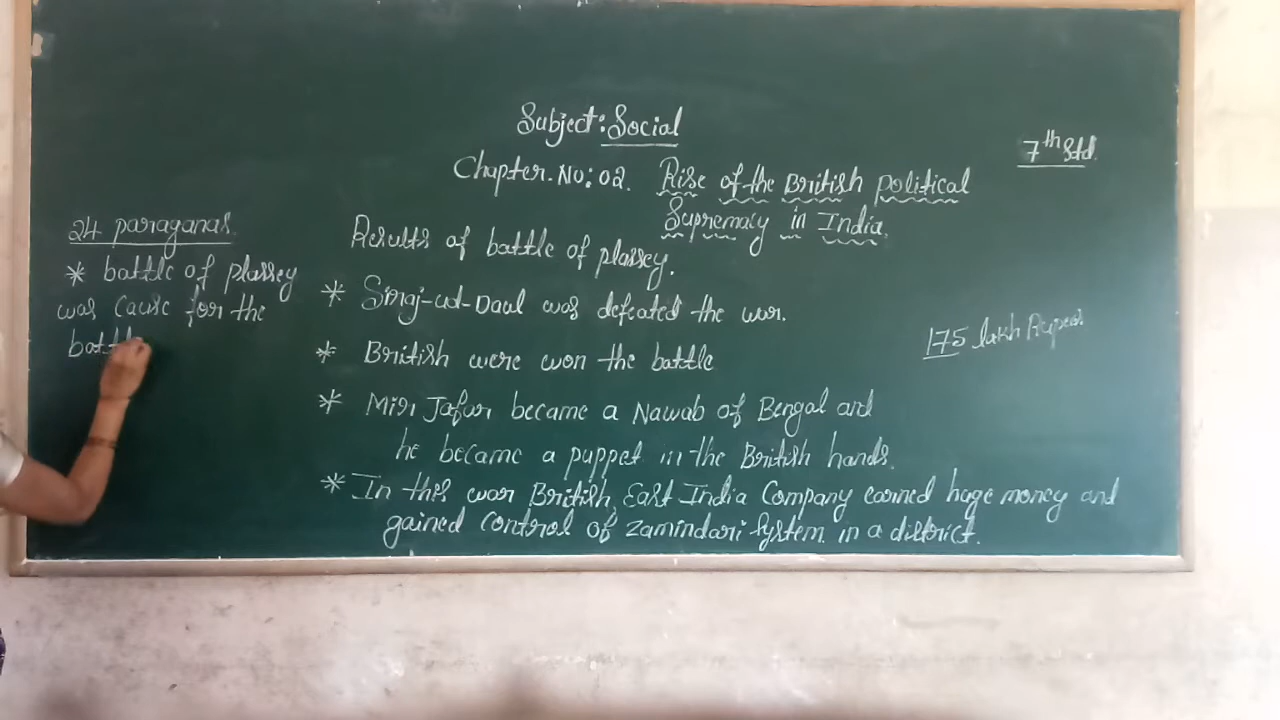 Subject: Social
7th Std.
Chapter. No: 02. Rise of the British political
Supremacy in India.
24 paraganas.
Results of battle of plassey.
* battle of plassey
was cause for the
* Siraj-ud-Daul was defeated the war.
175 lakh Rupees
* British were won the battle
* Mir Jafar became a Nawab of Bengal and
he became a puppet in the British hands.
* In this war British East India Company earned huge money and
gained control of Zamindari System in a district.